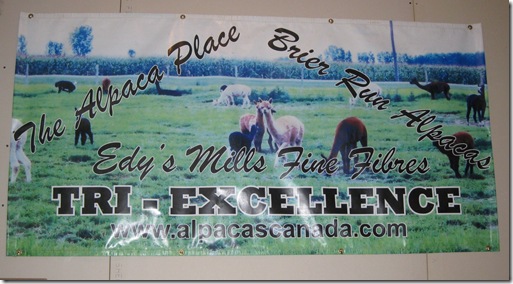 The Alpaca Place
Brier Run Alpacas
Edy's Mills Fine Fibres
TRI - EXCELLENCE
www.alpacascanada.com